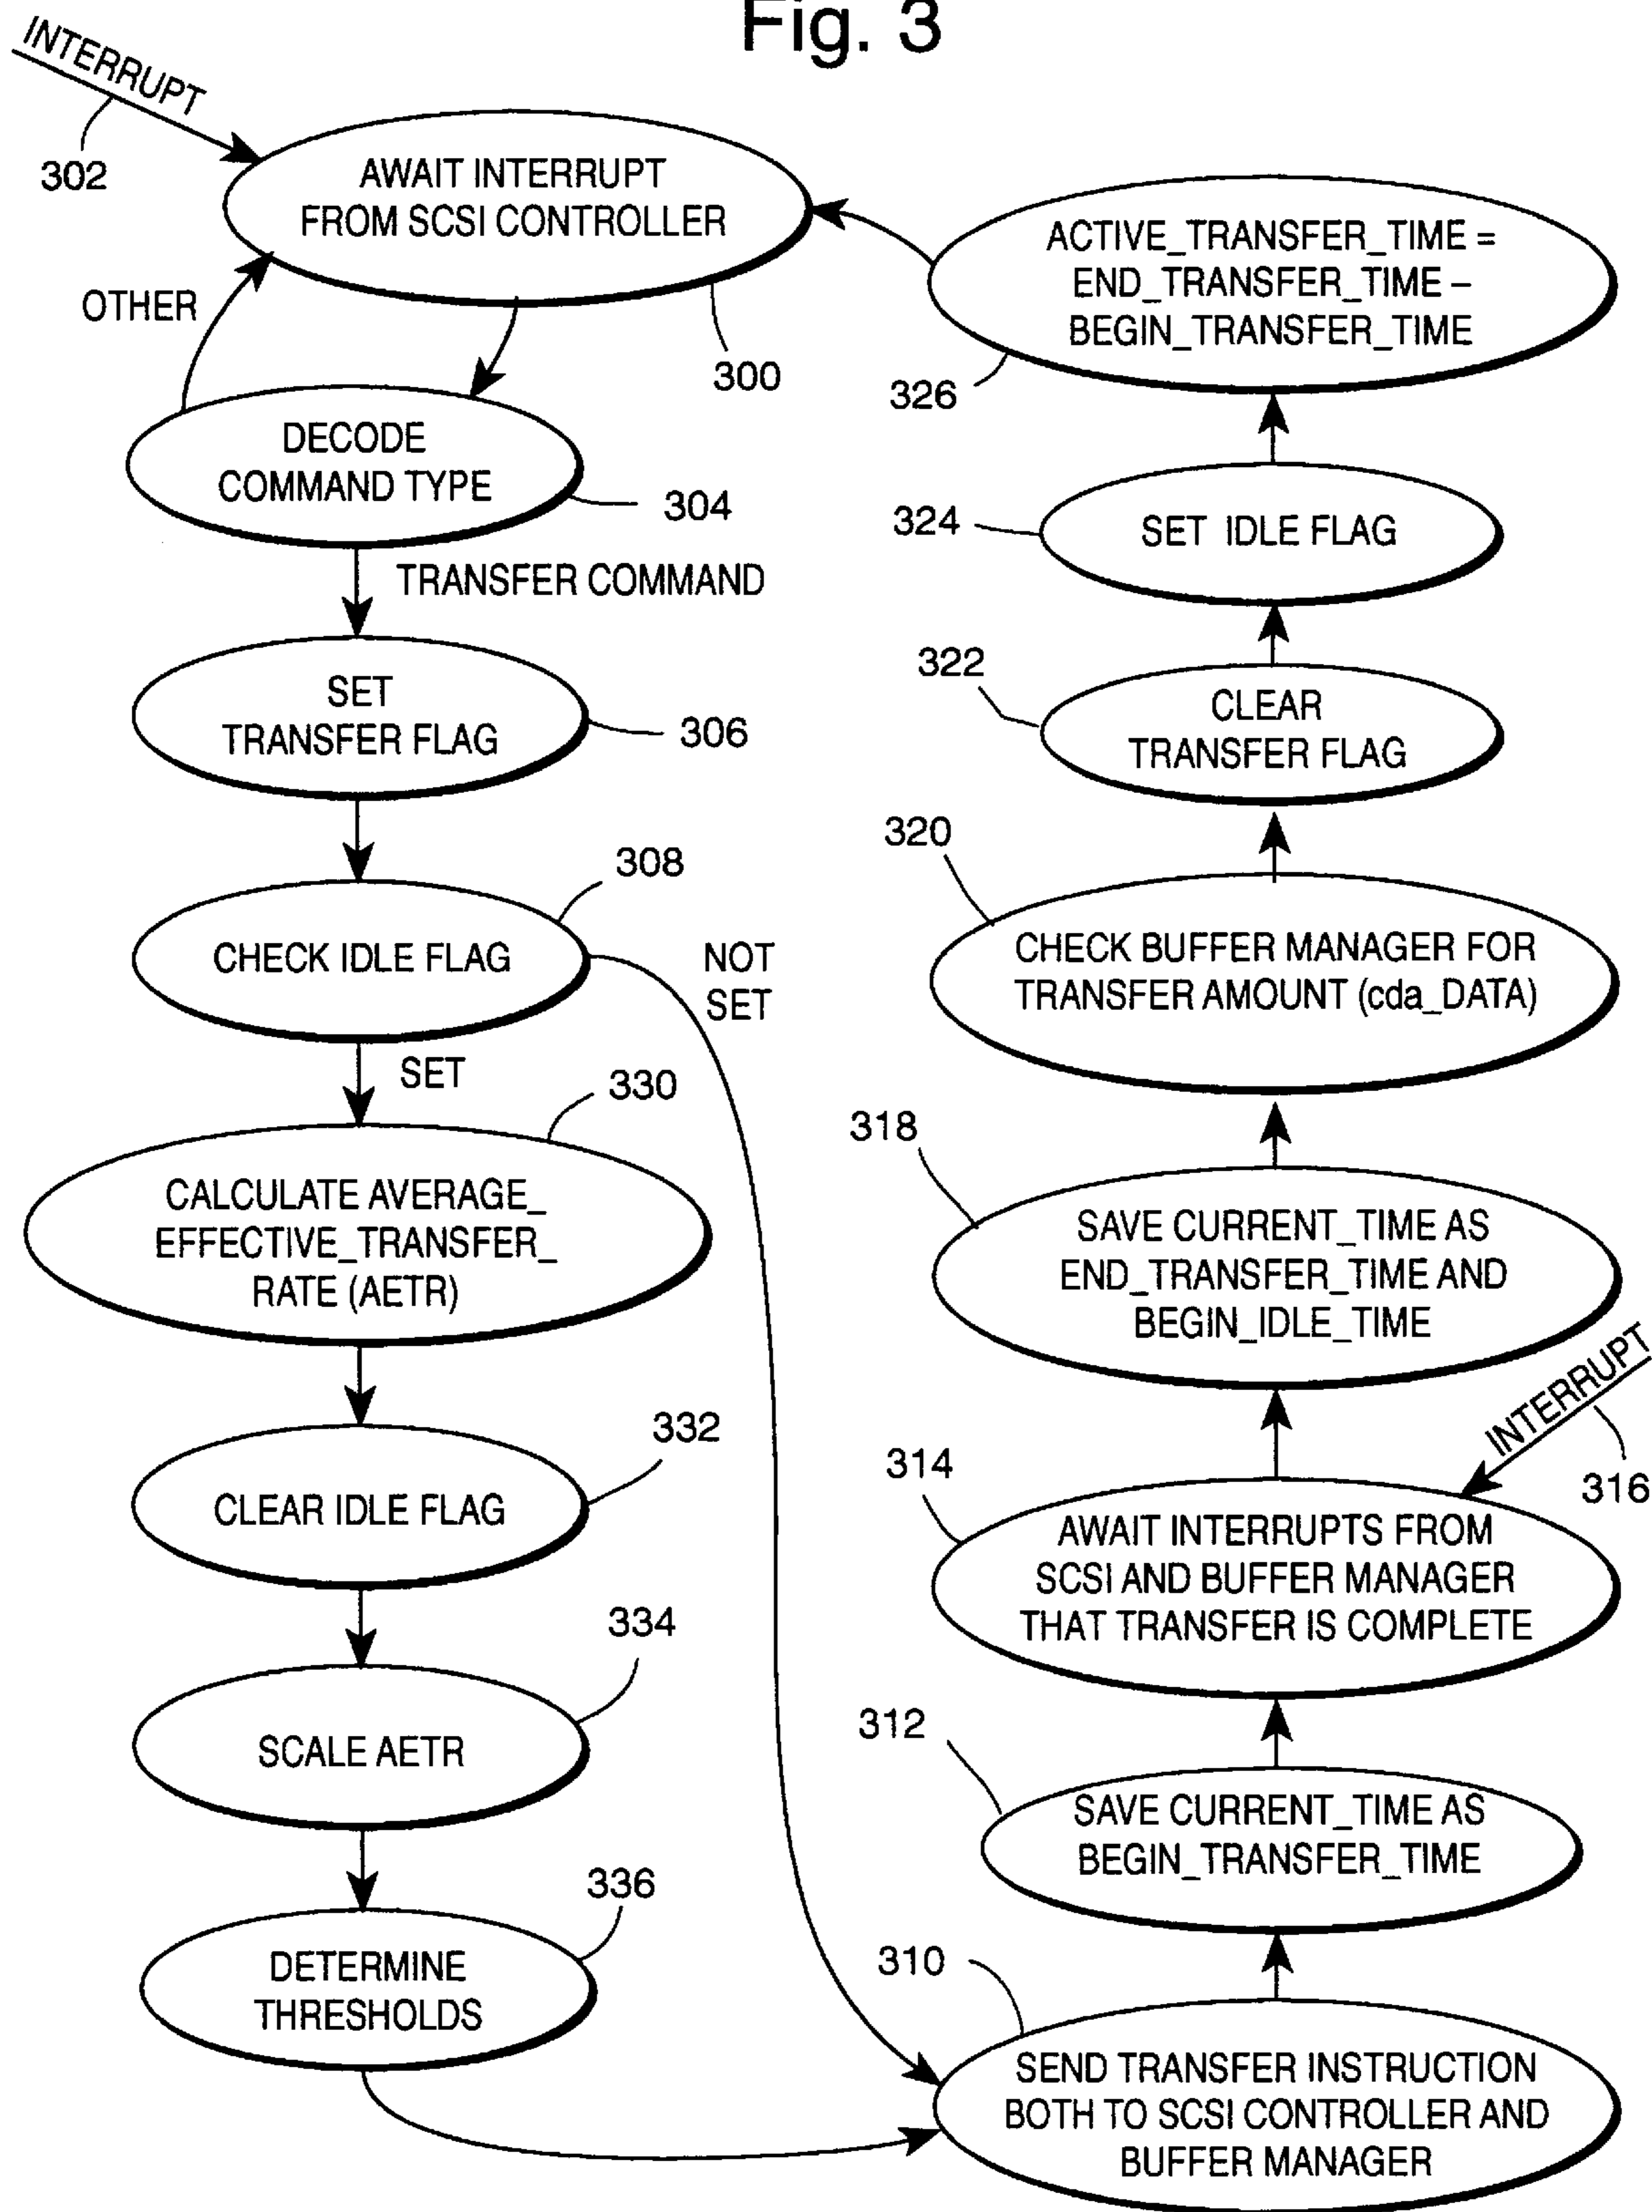 Fig. 3
INTERRUPT
302
AWAIT INTERRUPT
FROM SCSI CONTROLLER
300
OTHER
DECODE
COMMAND TYPE
304
TRANSFER COMMAND
SET
TRANSFER FLAG
306
308
CHECK IDLE FLAG
NOT
SET
SET
330
CALCULATE AVERAGE_
EFFECTIVE_TRANSFER_
RATE (AETR)
332
CLEAR IDLE FLAG
334
SCALE AETR
336
DETERMINE
THRESHOLDS
310
SEND TRANSFER INSTRUCTION
BOTH TO SCSI CONTROLLER AND
BUFFER MANAGER
312
SAVE CURRENT_TIME AS
BEGIN_TRANSFER_TIME
314
AWAIT INTERRUPTS FROM
SCSI AND BUFFER MANAGER
THAT TRANSFER IS COMPLETE
INTERRUPT
316
318
SAVE CURRENT_TIME AS
END_TRANSFER_TIME AND
BEGIN_IDLE_TIME
320
CHECK BUFFER MANAGER FOR
TRANSFER AMOUNT (cda_DATA)
322
CLEAR
TRANSFER FLAG
324
SET IDLE FLAG
326
ACTIVE_TRANSFER_TIME =
END_TRANSFER_TIME –
BEGIN_TRANSFER_TIME